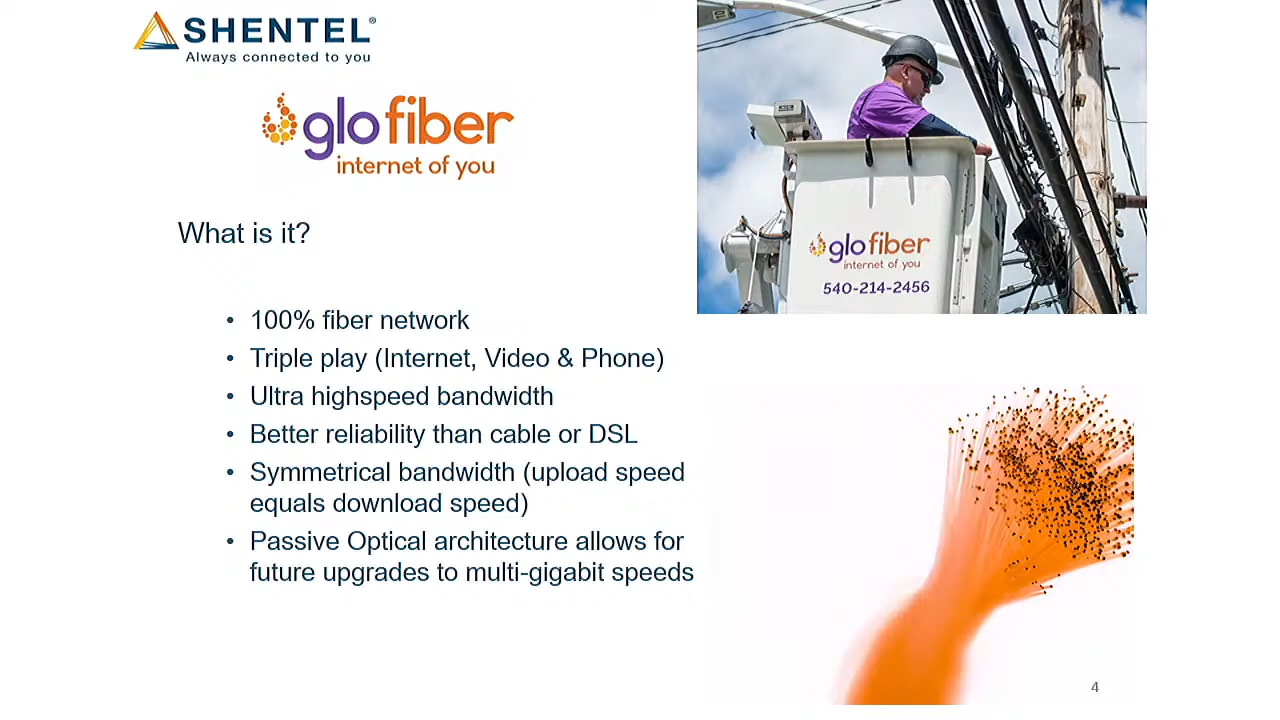 SHENTEL®
Always connected to you
glo fiber
internet of you
What is it?
• 100% fiber network
• Triple play (Internet, Video & Phone)
• Ultra highspeed bandwidth
• Better reliability than cable or DSL
• Symmetrical bandwidth (upload speed
equals download speed)
• Passive Optical architecture allows for
future upgrades to multi-gigabit speeds
glo fiber
internet of you
540-214-2456
4